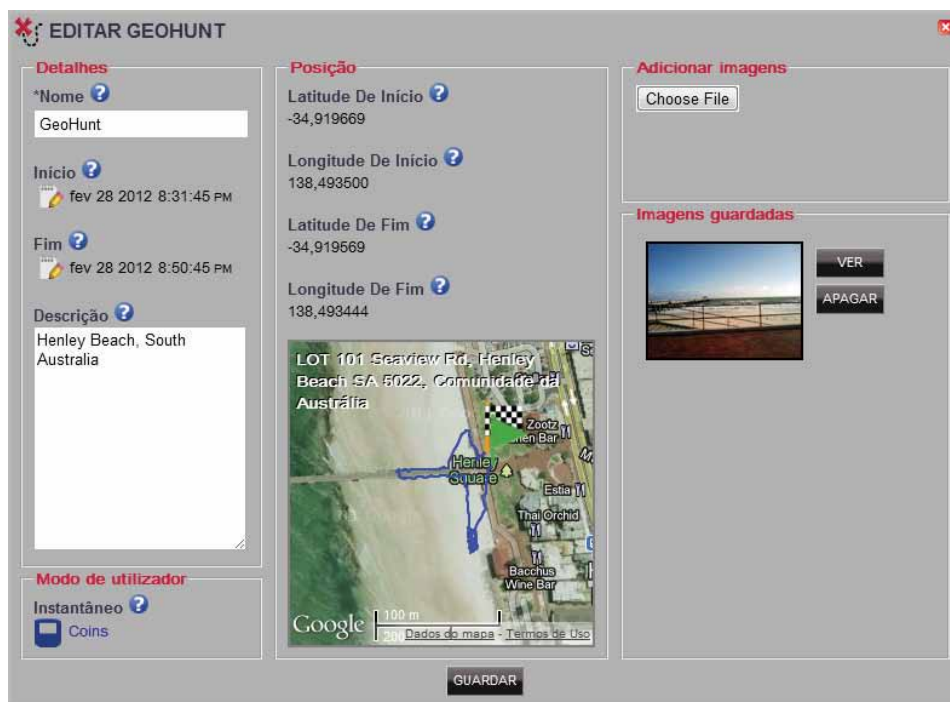 EDITAR GEOHUNT
Detalhes
*Nome
GeoHunt
Início
fev 28 2012 8:31:45 PM
Fim
fev 28 2012 8:50:45 PM
Descrição
Henley Beach, South
Australia
Modo de utilizador
Instantâneo
Coins
Posição
Latitude De Início
-34,919669
Longitude De Início
138,493500
Latitude De Fim
-34,919569
Longitude De Fim
138,493444
LOT 101 Seaview Rd, Henley
Beach SA 5022, Comunidade da
Austrália
Zootz
Bar
Henley
Square
Estia
Thai Orchid
Bacchus
Wine Bar
Google
100 m
200
Dados do mapa - Termos de Uso
Adicionar imagens
Choose File
Imagens guardadas
VER
APAGAR
GUARDAR